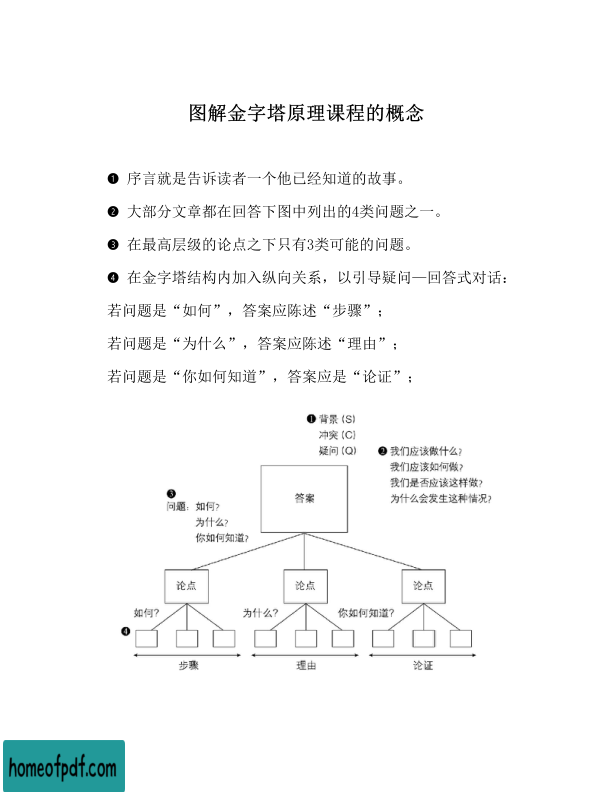 图解金字塔原理课程的概念
❶ 序言就是告诉读者一个他已经知道的故事。
❷ 大部分文章都在回答下图中列出的4类问题之一。
❸ 在最高层级的论点之下只有3类可能的问题。
❹ 在金字塔结构内加入纵向关系，以引导疑问—回答式对话：
若问题是“如何”，答案应陈述“步骤”；
若问题是“为什么”，答案应陈述“理由”；
若问题是“你如何知道”，答案应是“论证”；
❶ 背景 (S)
冲突 (C)
疑问 (Q)
❷ 我们应该做什么?
我们应该如何做?
我们是否应该这样做?
为什么会发生这种情况?
答案
❸
问题：如何?
为什么?
你如何知道?
论点 论点 论点
如何? 为什么? 你如何知道?
❹
步骤 理由 论证
homeofpdf.com